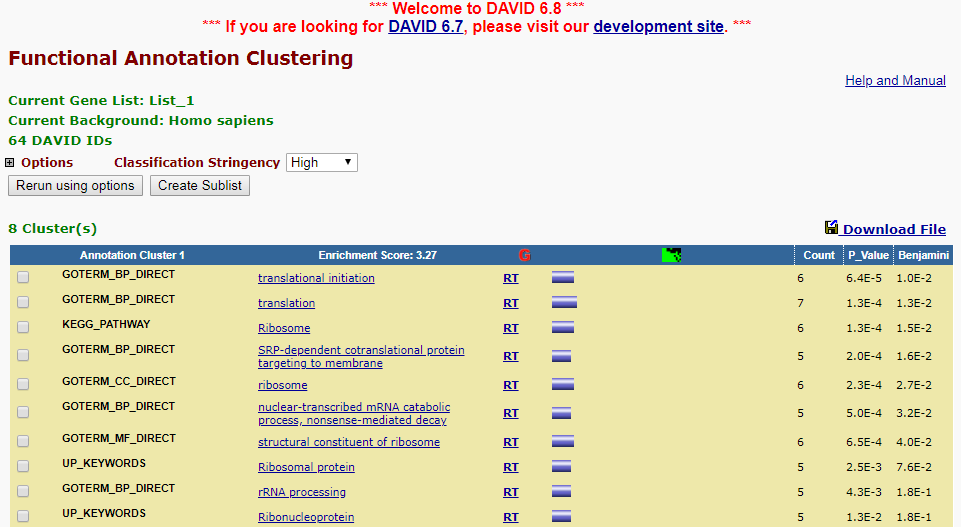 *** Welcome to DAVID 6.8 ***
*** If you are looking for DAVID 6.7, please visit our development site. ***
Functional Annotation Clustering
Help and Manual
Current Gene List: List_1
Current Background: Homo sapiens
64 DAVID IDs
Options Classification Stringency High
Rerun using options Create Sublist
8 Cluster(s) Download File
Annotation Cluster 1 Enrichment Score: 3.27 G Count P_Value Benjamini
GOTERM_BP_DIRECT translational initiation RT 6 6.4E-5 1.0E-2
GOTERM_BP_DIRECT translation RT 7 1.3E-4 1.3E-2
KEGG_PATHWAY Ribosome RT 6 1.3E-4 1.5E-2
GOTERM_BP_DIRECT SRP-dependent cotranslational protein RT 5 2.0E-4 1.6E-2
targeting to membrane
GOTERM_CC_DIRECT ribosome RT 6 2.3E-4 2.7E-2
GOTERM_BP_DIRECT nuclear-transcribed mRNA catabolic RT 5 5.0E-4 3.2E-2
process, nonsense-mediated decay
GOTERM_MF_DIRECT structural constituent of ribosome RT 6 6.5E-4 4.0E-2
UP_KEYWORDS Ribosomal protein RT 5 2.5E-3 7.6E-2
GOTERM_BP_DIRECT rRNA processing RT 5 4.3E-3 1.8E-1
UP_KEYWORDS Ribonucleoprotein RT 5 1.3E-2 1.8E-1